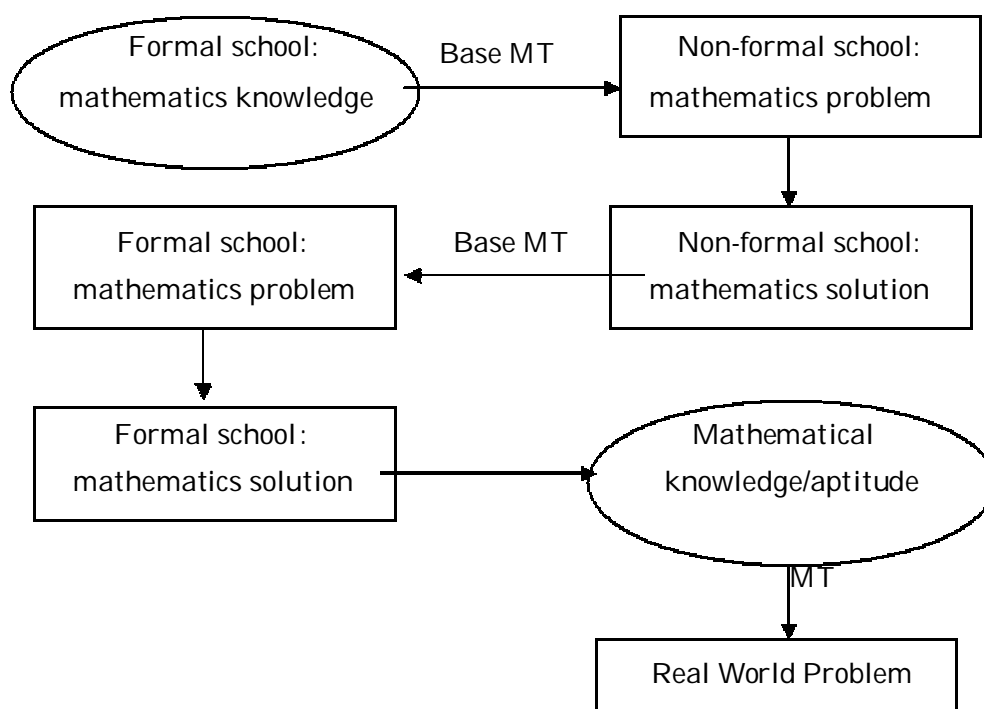 Formal school:
mathematics knowledge
Base MT
Non-formal school:
mathematics problem
Formal school:
mathematics problem
Base MT
Non-formal school:
mathematics solution
Formal school:
mathematics solution
Mathematical
knowledge/aptitude
MT
Real World Problem